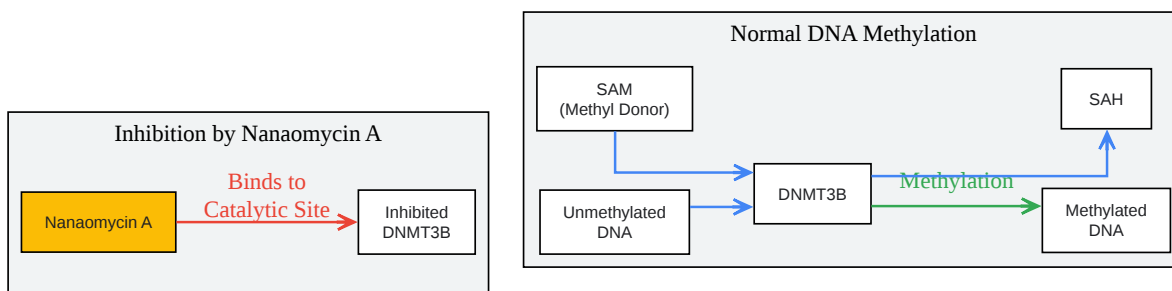 Inhibition by Nanaomycin A
Nanaomycin A
Binds to
Catalytic Site
Inhibited
DNMT3B
Normal DNA Methylation
SAM
(Methyl Donor)
Unmethylated
DNA
DNMT3B
Methylation
SAH
Methylated
DNA